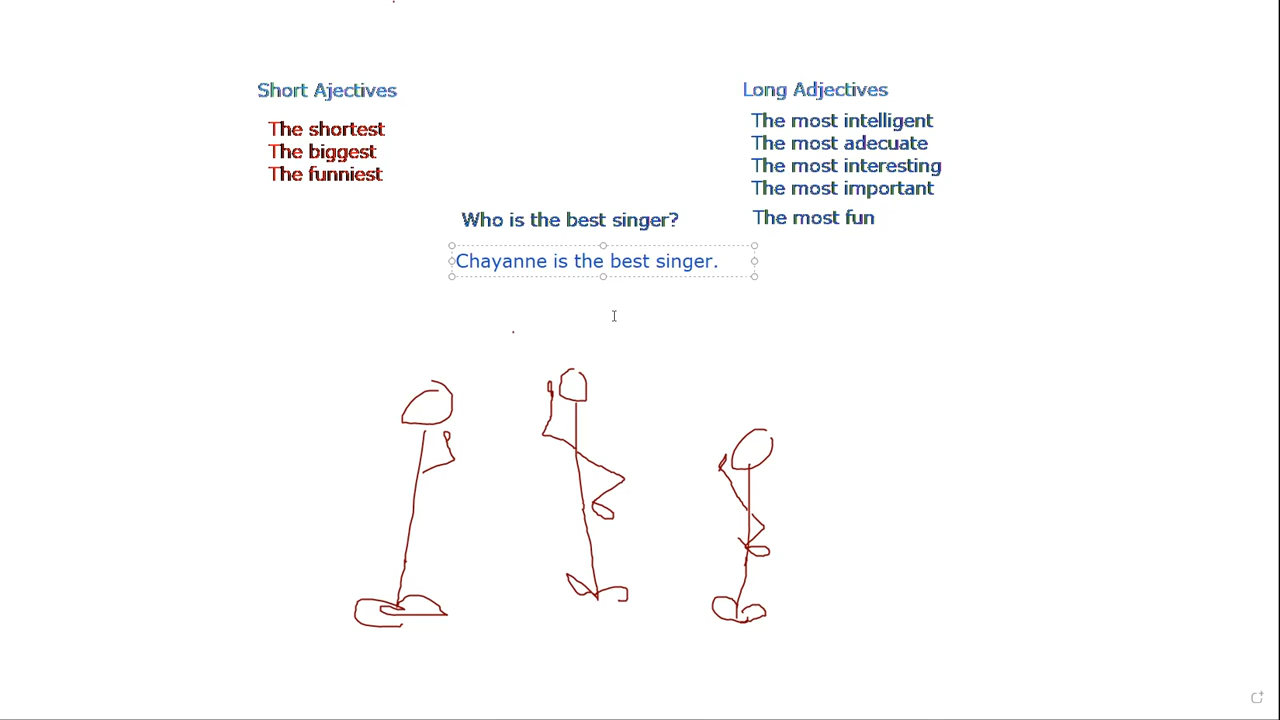 Short Ajectives
The shortest
The biggest
The funniest
Long Adjectives
The most intelligent
The most adecuate
The most interesting
The most important
The most fun
Who is the best singer?
Chayanne is the best singer.